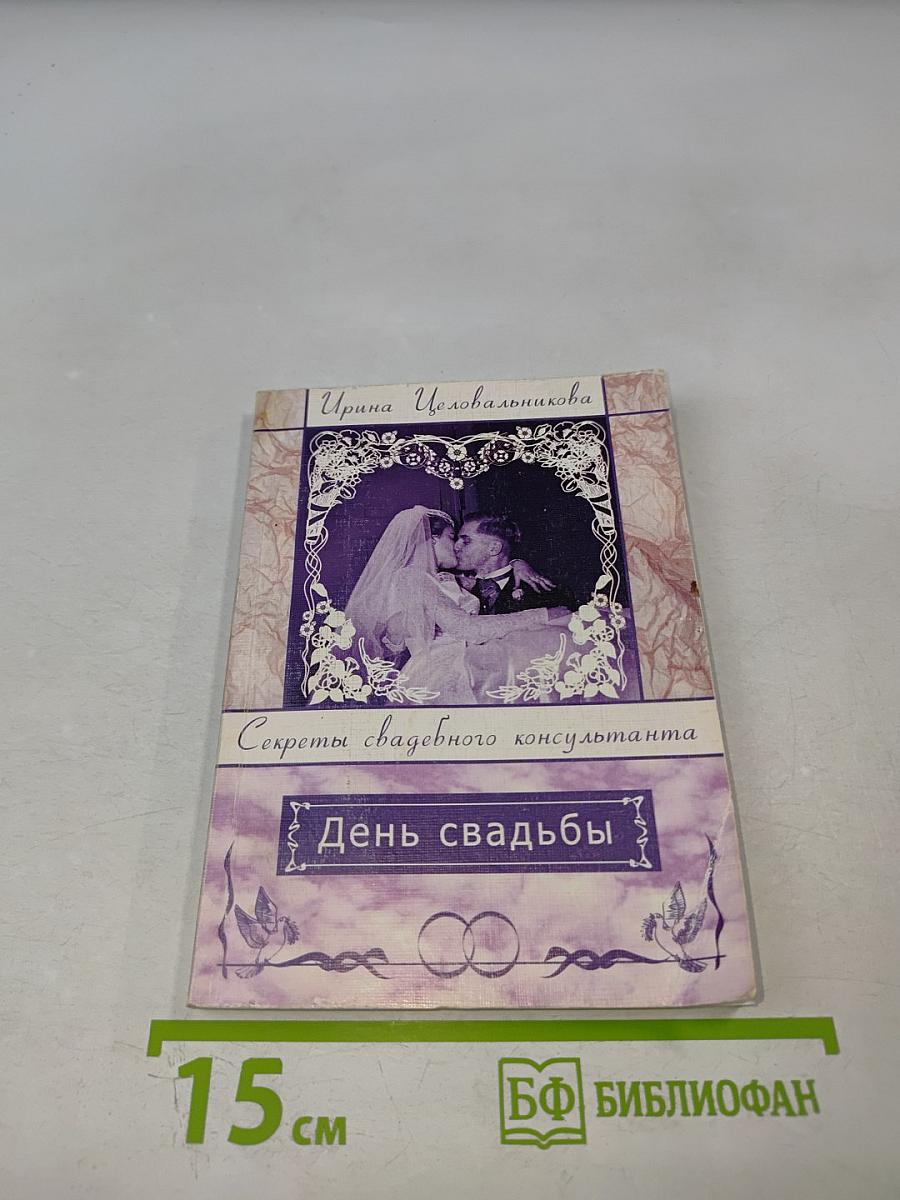 Ирина Целовальникова
Секреты свадебного консультанта
День свадьбы
15 см
БФ БИБЛИОФАН